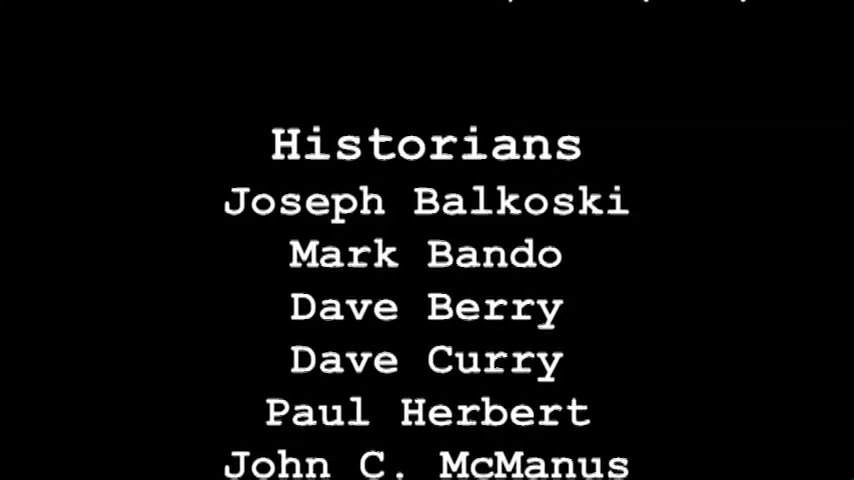 Historians
Joseph Balkoski
Mark Bando
Dave Berry
Dave Curry
Paul Herbert
John C. McManus